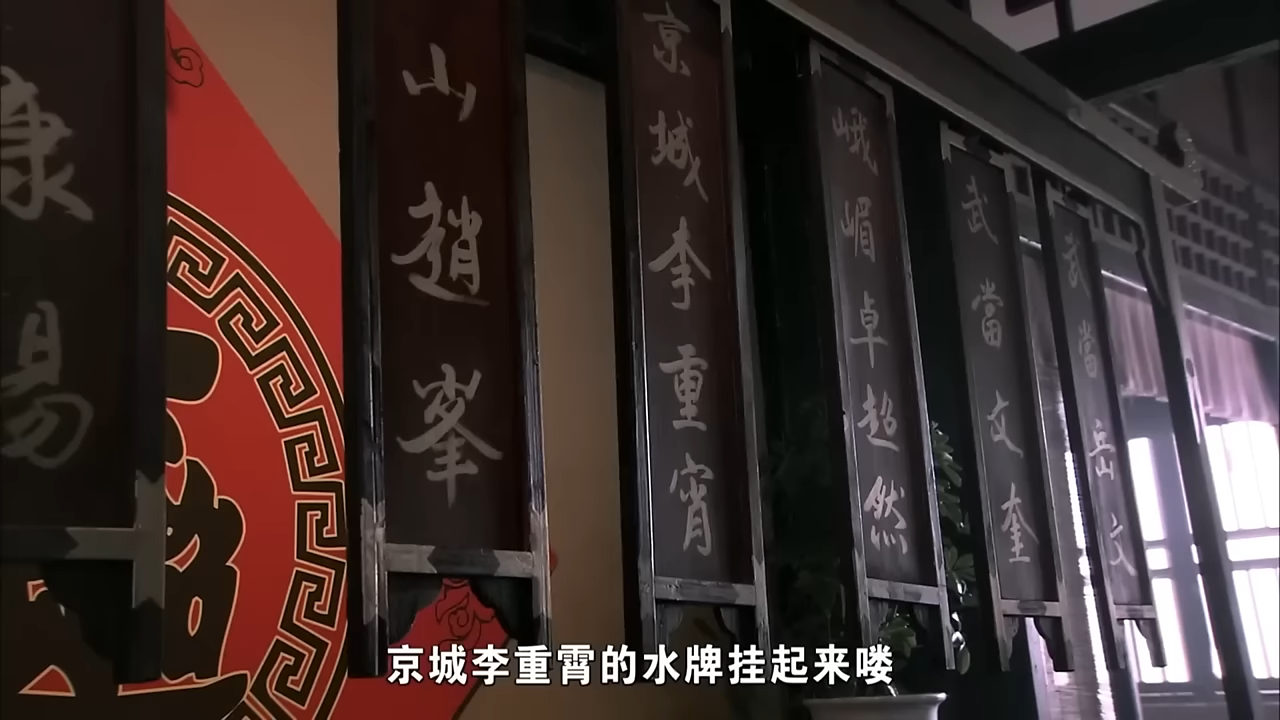 山趙峯
京城李重宵
峨嵋卓超然
武當文奎
武當岳文
京城李重霄的水牌挂起来喽